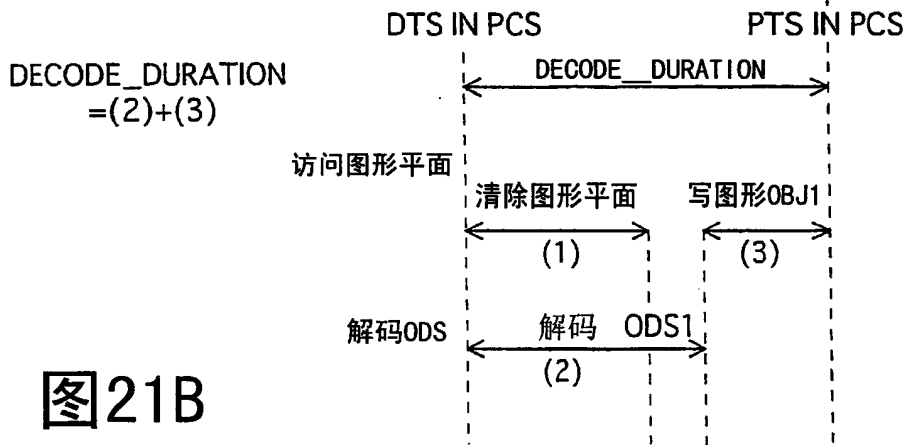 DTS IN PCS
PTS IN PCS
DECODE_DURATION
=(2)+(3)
DECODE__DURATION
访问图形平面
清除图形平面
写图形OBJ1
(1)
(3)
解码ODS
解码 ODS1
(2)
图21B